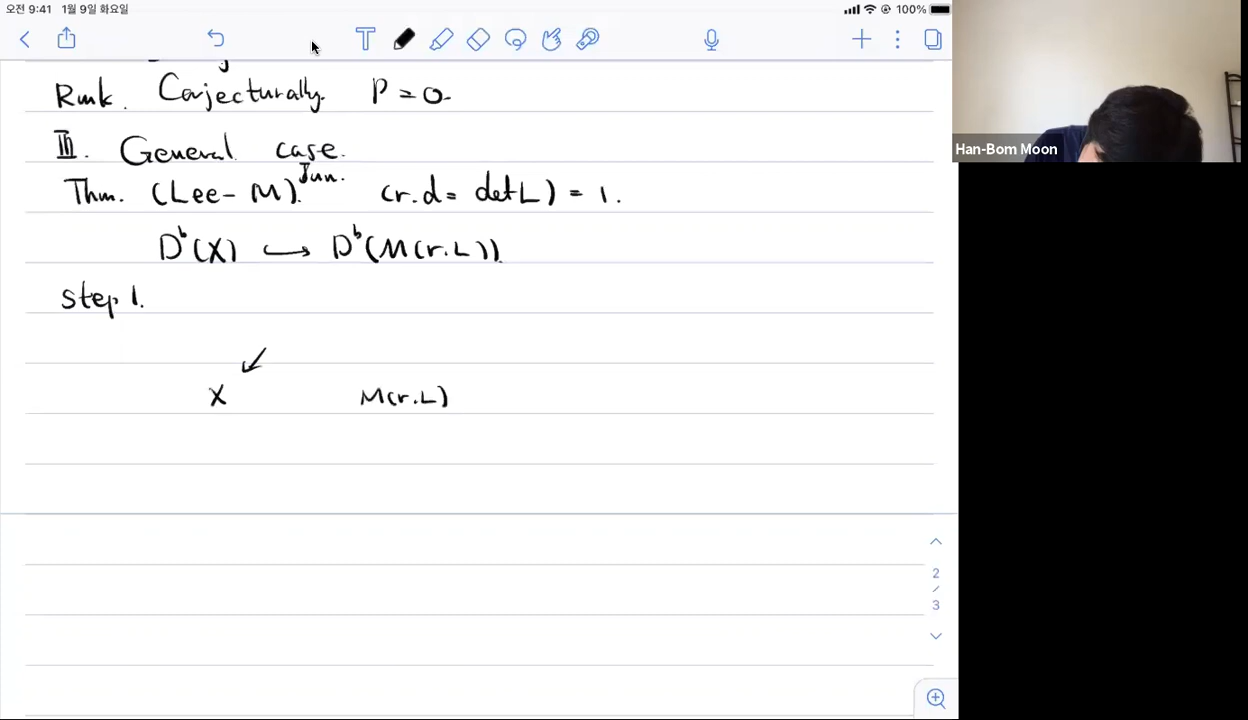 오전 9:41 1월 9일 화요일
100%
T
Rmk. Conjecturally. P = 0.
III. General case.
Thm. (Lee-M). Jun. (r.d = det L) = 1.
D^b(X) ↪ D^b(M(r.L)).
Step 1.
X M(r.L)
2
/
3
Han-Bom Moon